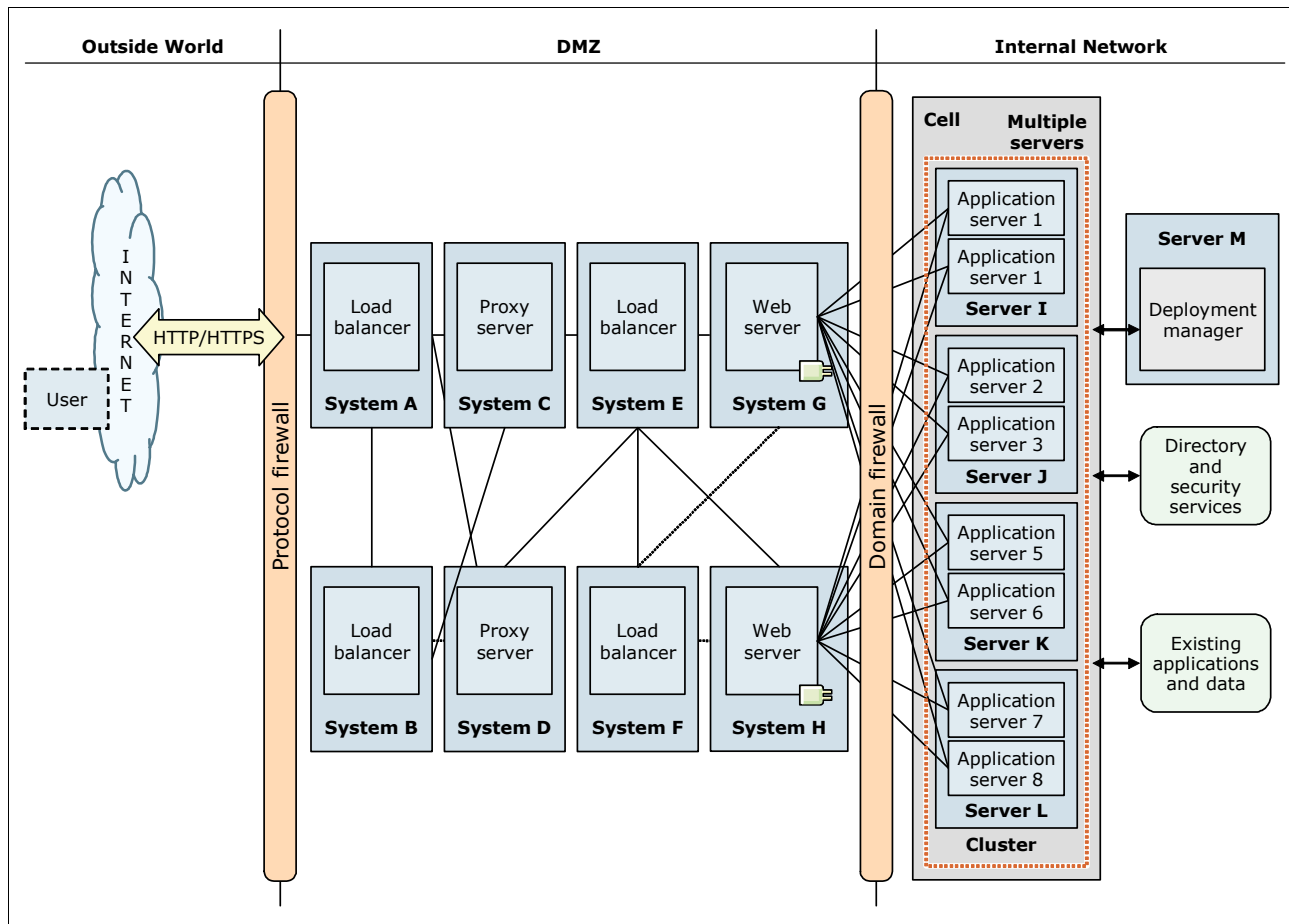 Outside World
DMZ
Internal Network
INTERNET
User
HTTP/HTTPS
Protocol firewall
Load
balancer
System A
Proxy
server
System C
Load
balancer
System E
Web
server
System G
Load
balancer
System B
Proxy
server
System D
Load
balancer
System F
Web
server
System H
Domain firewall
Cell
Multiple
servers
Application
server 1
Application
server 1
Server I
Application
server 2
Application
server 3
Server J
Application
server 5
Application
server 6
Server K
Application
server 7
Application
server 8
Server L
Cluster
Server M
Deployment
manager
Directory
and
security
services
Existing
applications
and data